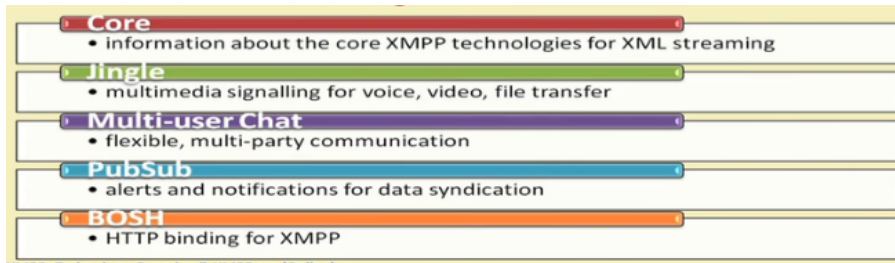 Core
• information about the core XMPP technologies for XML streaming
Jingle
• multimedia signalling for voice, video, file transfer
Multi-user Chat
• flexible, multi-party communication
PubSub
• alerts and notifications for data syndication
BOSH
• HTTP binding for XMPP